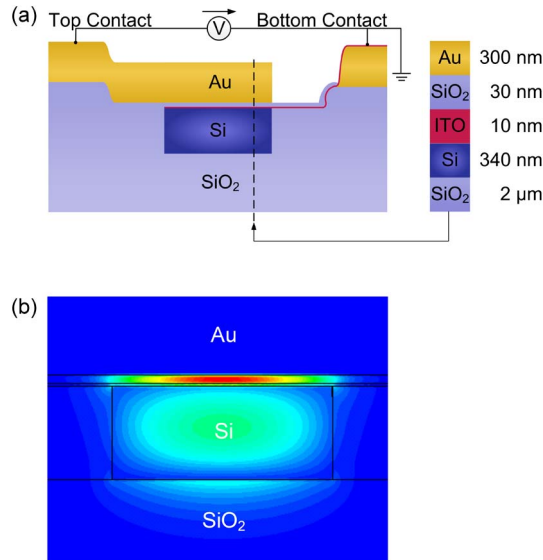 (a)
Top Contact
V
Bottom Contact
Au
Si
SiO₂
Au 300 nm
SiO₂ 30 nm
ITO 10 nm
Si 340 nm
SiO₂ 2 µm
(b)
Au
Si
SiO₂